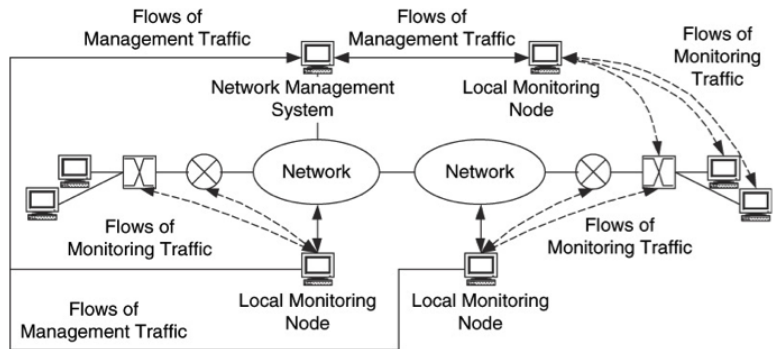 Flows of
Management Traffic
Flows of
Management Traffic
Flows of
Monitoring
Traffic
Network Management
System
Local Monitoring
Node
Network
Network
Flows of
Monitoring Traffic
Flows of
Monitoring Traffic
Local Monitoring
Node
Local Monitoring
Node
Flows of
Management Traffic